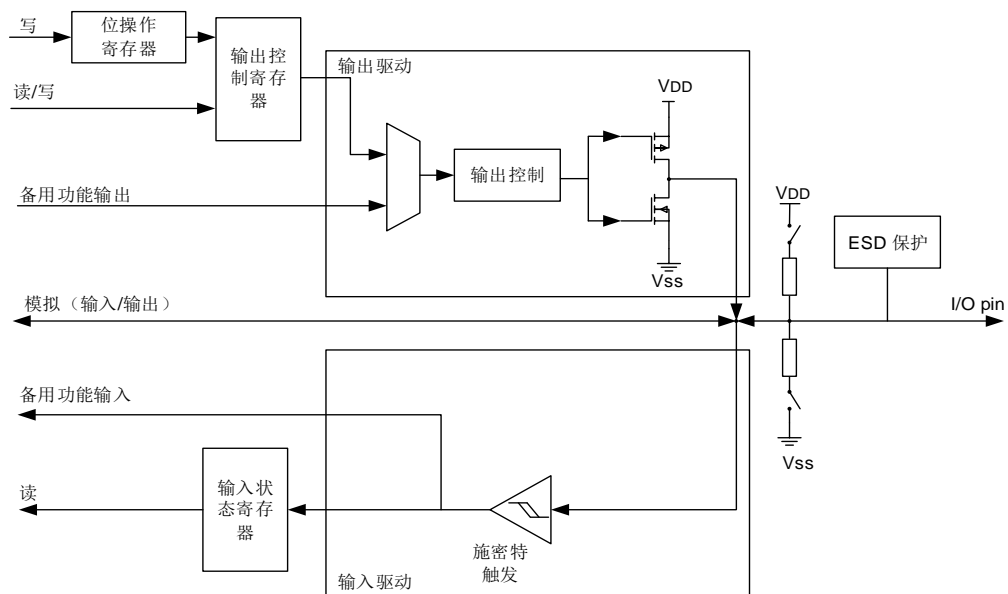 写
位操作
寄存器
输出控
制寄存
器
读/写
输出驱动
VDD
备用功能输出
输出控制
Vss
VDD
ESD 保护
模拟（输入/输出）
I/O pin
备用功能输入
Vss
读
输入状
态寄存
器
施密特
触发
输入驱动